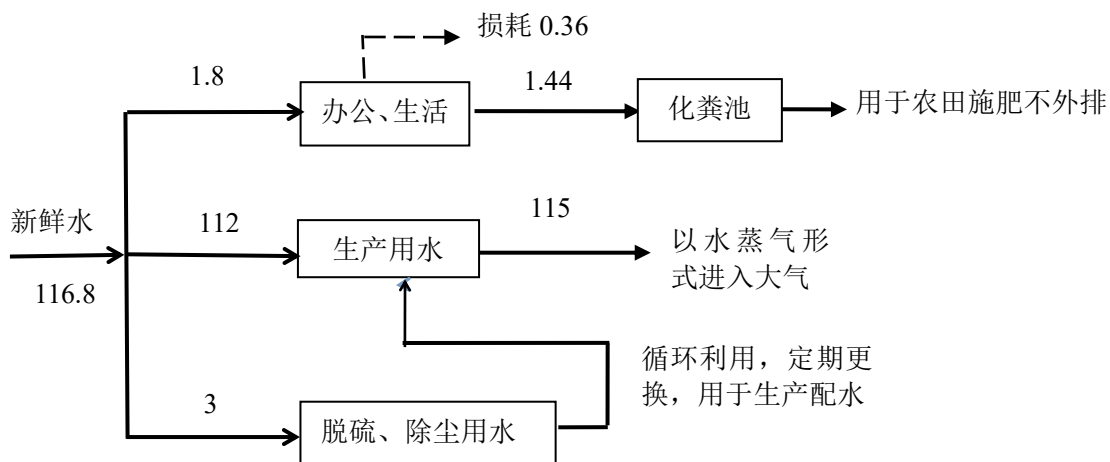 损耗 0.36
1.8
办公、生活
1.44
化粪池
用于农田施肥不外排
新鲜水
116.8
112
生产用水
115
以水蒸气形
式进入大气
循环利用，定期更
换，用于生产配水
3
脱硫、除尘用水